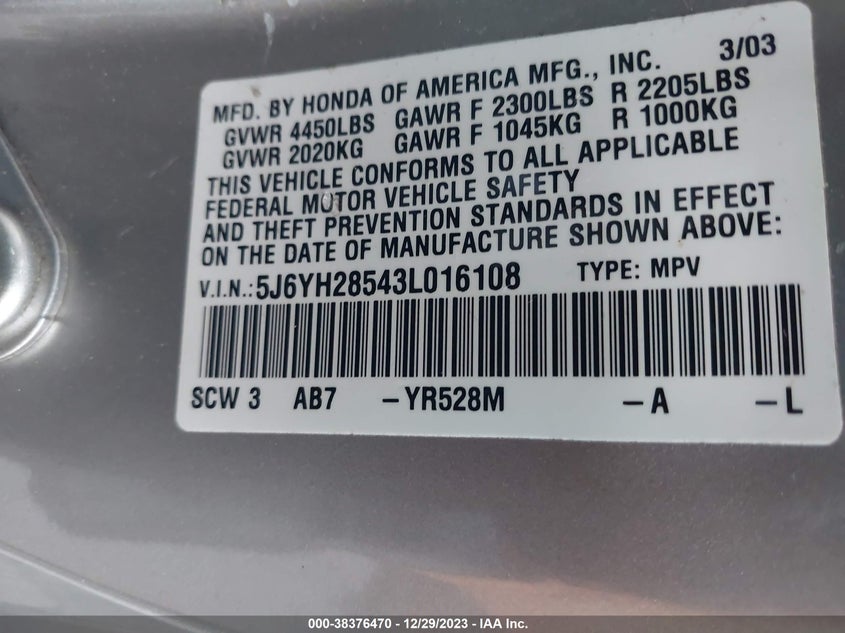 MFD. BY HONDA OF AMERICA MFG., INC. 3/03
GVWR 4450LBS GAWR F 2300LBS R 2205LBS
GVWR 2020KG GAWR F 1045KG R 1000KG
THIS VEHICLE CONFORMS TO ALL APPLICABLE
FEDERAL MOTOR VEHICLE SAFETY
AND THEFT PREVENTION STANDARDS IN EFFECT
ON THE DATE OF MANUFACTURE SHOWN ABOVE:
V.I.N.: 5J6YH28543L016108 TYPE: MPV
SCW 3 AB7 -YR528M -A -L
000-38376470 - 12/29/2023 - IAA Inc.